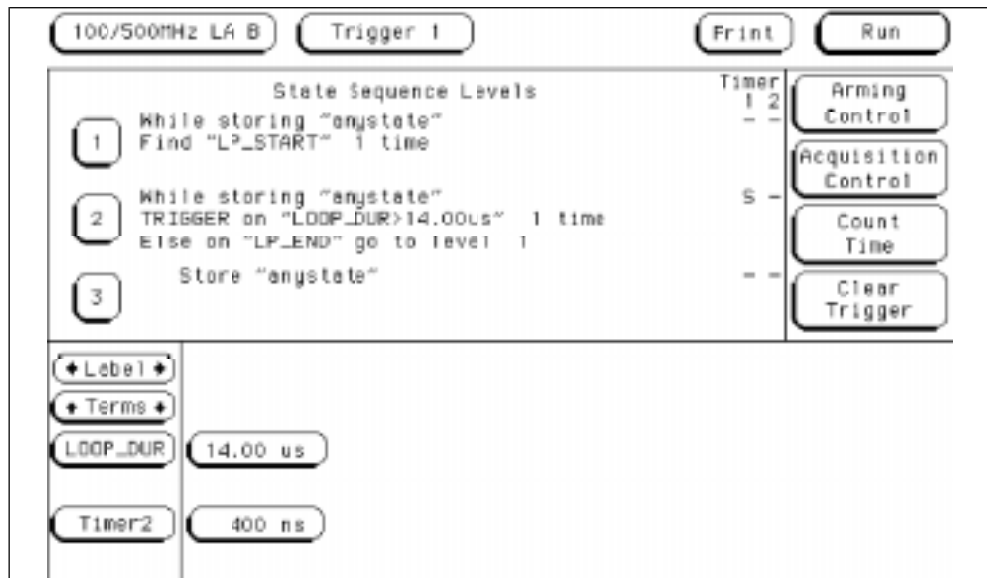 100/500MHz LA B
Trigger 1
Print
Run
State Sequence Levels
Timer
1 2
1
While storing "anystate"
Find "LP_START" 1 time
- -
2
While storing "anystate"
TRIGGER on "LOOP_DUR>14.00us" 1 time
Else on "LP_END" go to level 1
S -
3
Store "anystate"
- -
Arming
Control
Acquisition
Control
Count
Time
Clear
Trigger
Label
Terms
LOOP_DUR
14.00 us
Timer2
400 ns